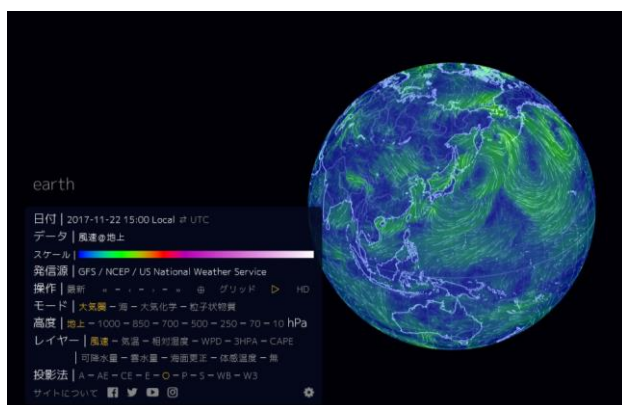 earth
日付 | 2017-11-22 15:00 Local ⇄ UTC
データ | 風速@地上
スケール |
発信源 | GFS / NCEP / US National Weather Service
操作 | 最新 « – ‹ – › – » ⊕ グリッド ▷ HD
モード | 大気圏 – 海 – 大気化学 – 粒子状物質
高度 | 地上 – 1000 – 850 – 700 – 500 – 250 – 70 – 10 hPa
レイヤー | 風速 – 気温 – 相対湿度 – WPD – 3HPA – CAPE
| 可降水量 – 雲水量 – 海面更正 – 体感温度 – 無
投影法 | A – AE – CE – E – O – P – S – WB – W3
サイトについて